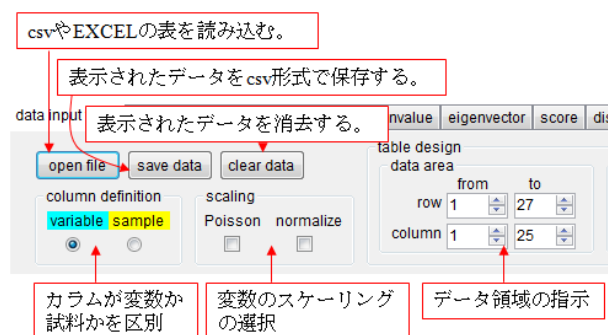 csvやEXCELの表を読み込む。
表示されたデータをcsv形式で保存する。
data input
表示されたデータを消去する。
eigenvector
score
table design
open file
save data
clear data
data area
from
to
row
1
27
column
1
25
column definition
variable
sample
scaling
Poisson
normalize
カラムが変数か
試料かを区別
変数のスケーリング
の選択
データ領域の指示